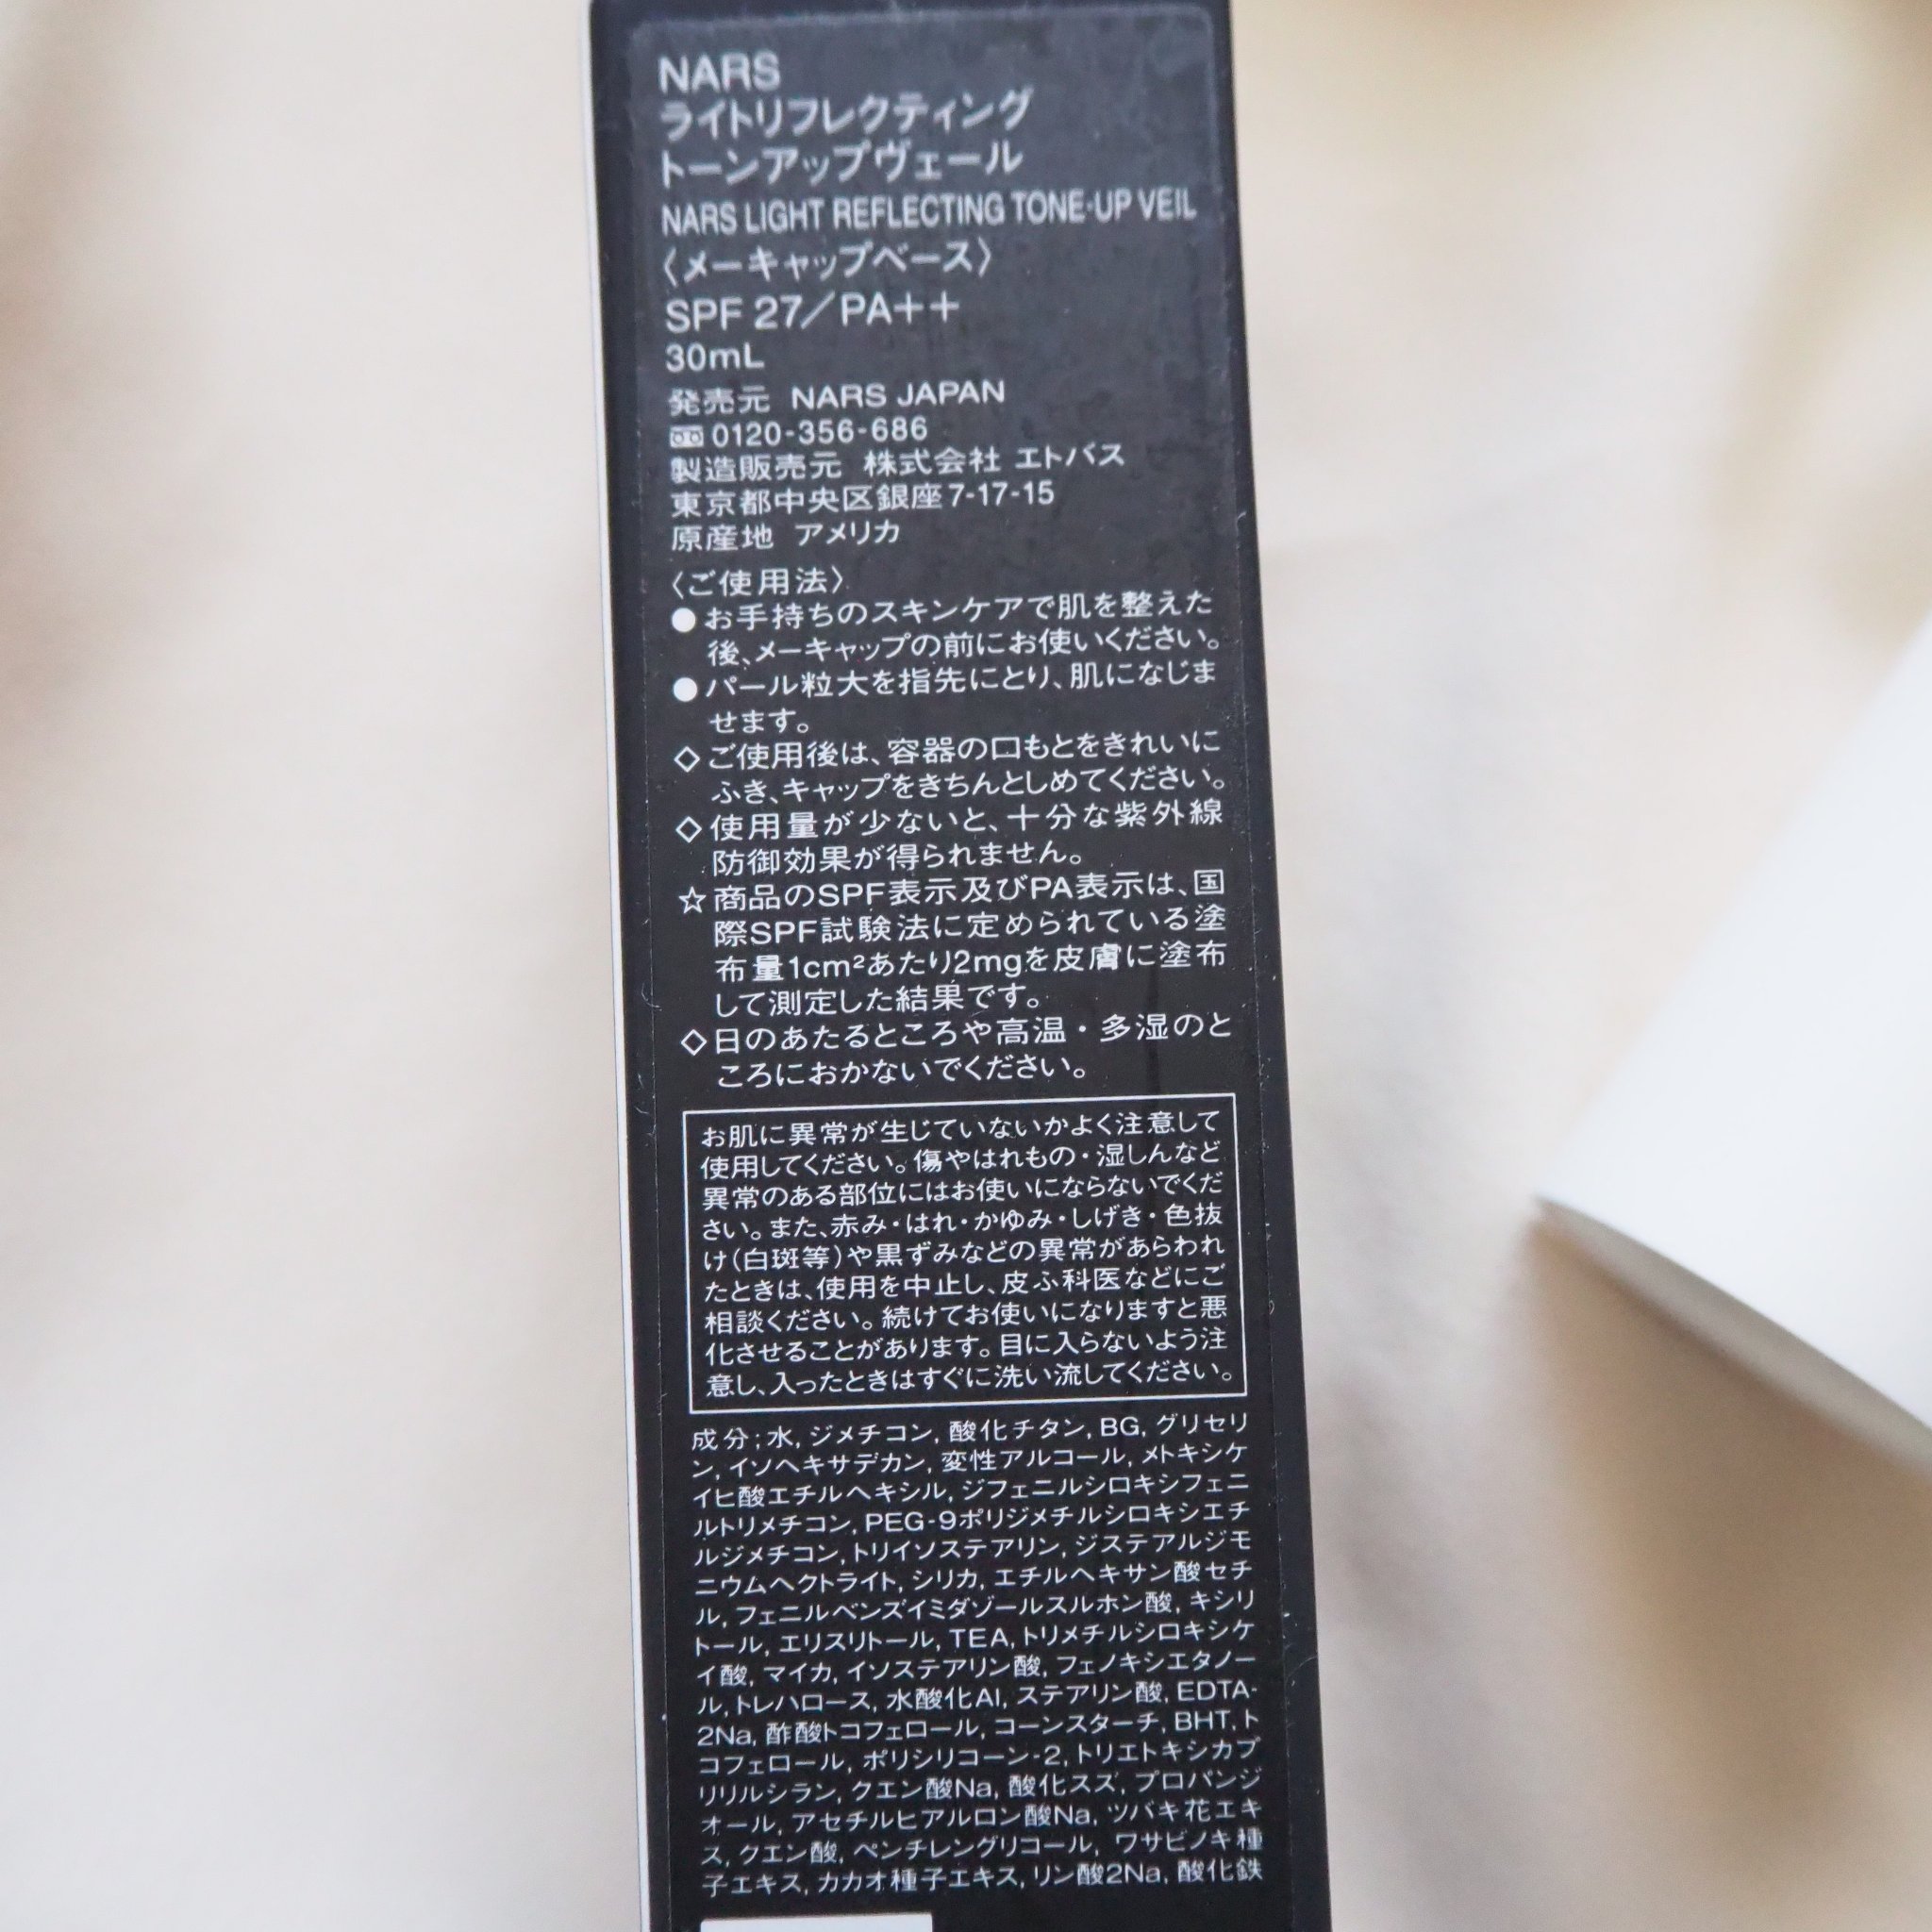 NARS
ライトリフレクティング
トーンアップヴェール
NARS LIGHT REFLECTING TONE-UP VEIL
〈メーキャップベース〉
SPF 27／PA＋＋
30mL
発売元 NARS JAPAN
0120-356-686
製造販売元 株式会社 エトバス
東京都中央区銀座7-17-15
原産地 アメリカ
〈ご使用法〉
●お手持ちのスキンケアで肌を整えた
後、メーキャップの前にお使いください。
●パール粒大を指先にとり、肌になじま
せます。
◇ご使用後は、容器の口もとをきれいに
ふき、キャップをきちんとしめてください。
◇使用量が少ないと、十分な紫外線
防御効果が得られません。
☆商品のSPF表示及びPA表示は、国
際SPF試験法に定められている塗
布量1cm²あたり2mgを皮膚に塗布
して測定した結果です。
◇日のあたるところや高温・多湿のと
ころにおかないでください。
お肌に異常が生じていないかよく注意して
使用してください。傷やはれもの・湿しんなど
異常のある部位にはお使いにならないでくだ
さい。また、赤み・はれ・かゆみ・しげき・色抜
け(白斑等)や黒ずみなどの異常があらわれ
たときは、使用を中止し、皮ふ科医などにご
相談ください。続けてお使いになりますと悪
化させることがあります。目に入らないよう注
意し、入ったときはすぐに洗い流してください。
成分;水, ジメチコン, 酸化チタン, BG, グリセリ
ン, イソヘキサデカン, 変性アルコール, メトキシケ
イヒ酸エチルヘキシル, ジフェニルシロキシフェニ
ルトリメチコン, PEG-9ポリジメチルシロキシエチ
ルジメチコン, トリイソステアリン, ジステアルジモ
ニウムヘクトライト, シリカ, エチルヘキサン酸セチ
ル, フェニルベンズイミダゾールスルホン酸, キシリ
トール, エリスリトール, TEA, トリメチルシロキシケ
イ酸, マイカ, イソステアリン酸, フェノキシエタノー
ル, トレハロース, 水酸化Al, ステアリン酸, EDTA-
2Na, 酢酸トコフェロール, コーンスターチ, BHT, ト
コフェロール, ポリシリコーン-2, トリエトキシカプ
リリルシラン, クエン酸Na, 酸化スズ, プロパンジ
オール, アセチルヒアルロン酸Na, ツバキ花エキ
ス, クエン酸, ペンチレングリコール, ワサビノキ種
子エキス, カカオ種子エキス, リン酸2Na, 酸化鉄